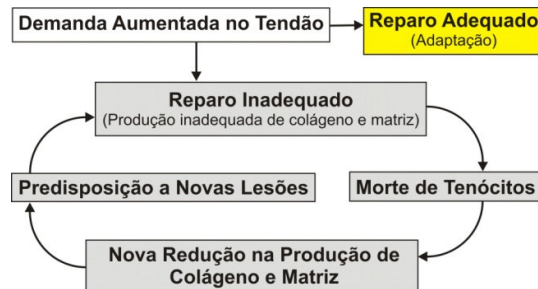 Demanda Aumentada no Tendão
Reparo Adequado
(Adaptação)
Reparo Inadequado
(Produção inadequada de colágeno e matriz)
Predisposição a Novas Lesões
Morte de Tenócitos
Nova Redução na Produção de
Colágeno e Matriz